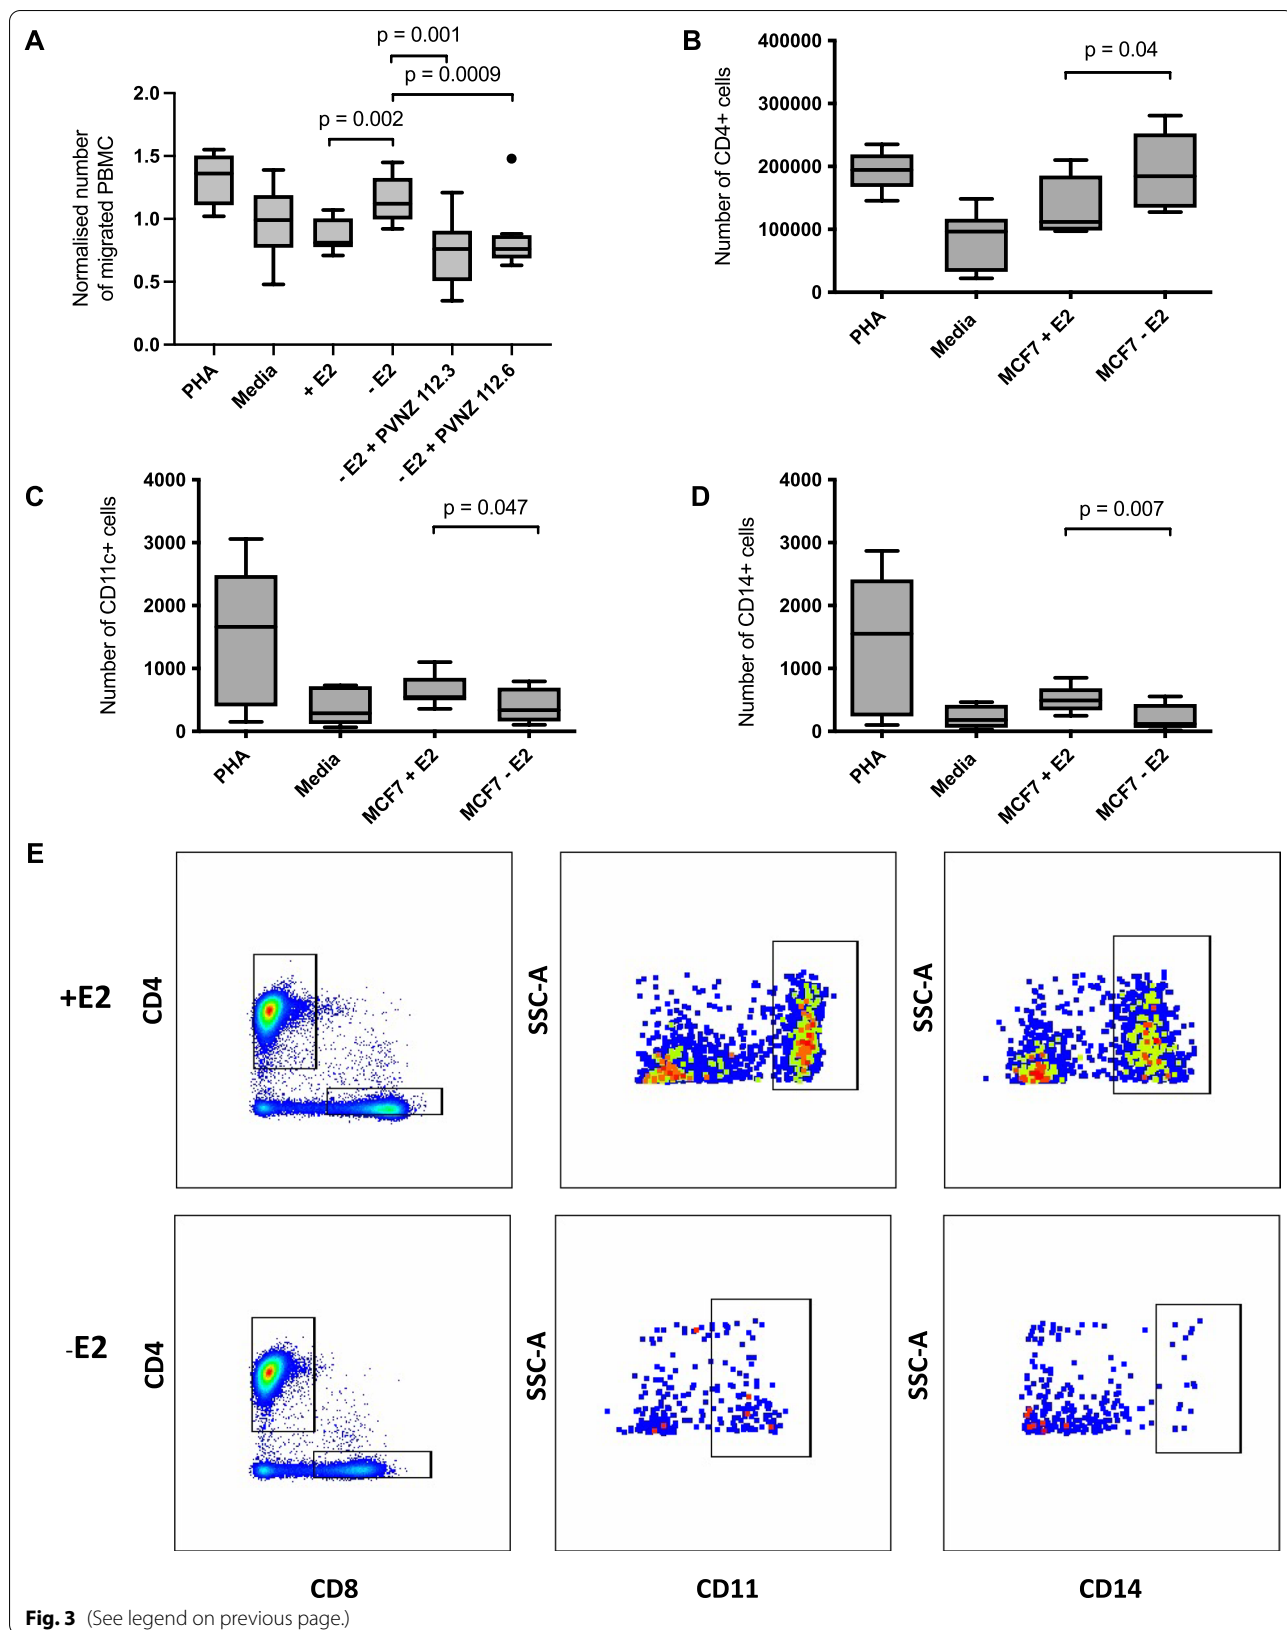 A
p = 0.001
p = 0.0009
p = 0.002
Normalised number
of migrated PBMC
2.0
1.5
1.0
0.5
0.0
PHA
Media
+ E2
- E2
- E2 + PVNZ 112.3
- E2 + PVNZ 112.6
B
p = 0.04
Number of CD4+ cells
400000
300000
200000
100000
0
PHA
Media
MCF7 + E2
MCF7 - E2
C
p = 0.047
Number of CD11c+ cells
4000
3000
2000
1000
0
PHA
Media
MCF7 + E2
MCF7 - E2
D
p = 0.007
Number of CD14+ cells
4000
3000
2000
1000
0
PHA
Media
MCF7 + E2
MCF7 - E2
E
+E2
CD4
SSC-A
SSC-A
-E2
CD4
SSC-A
SSC-A
CD8
CD11
CD14
Fig. 3 (See legend on previous page.)